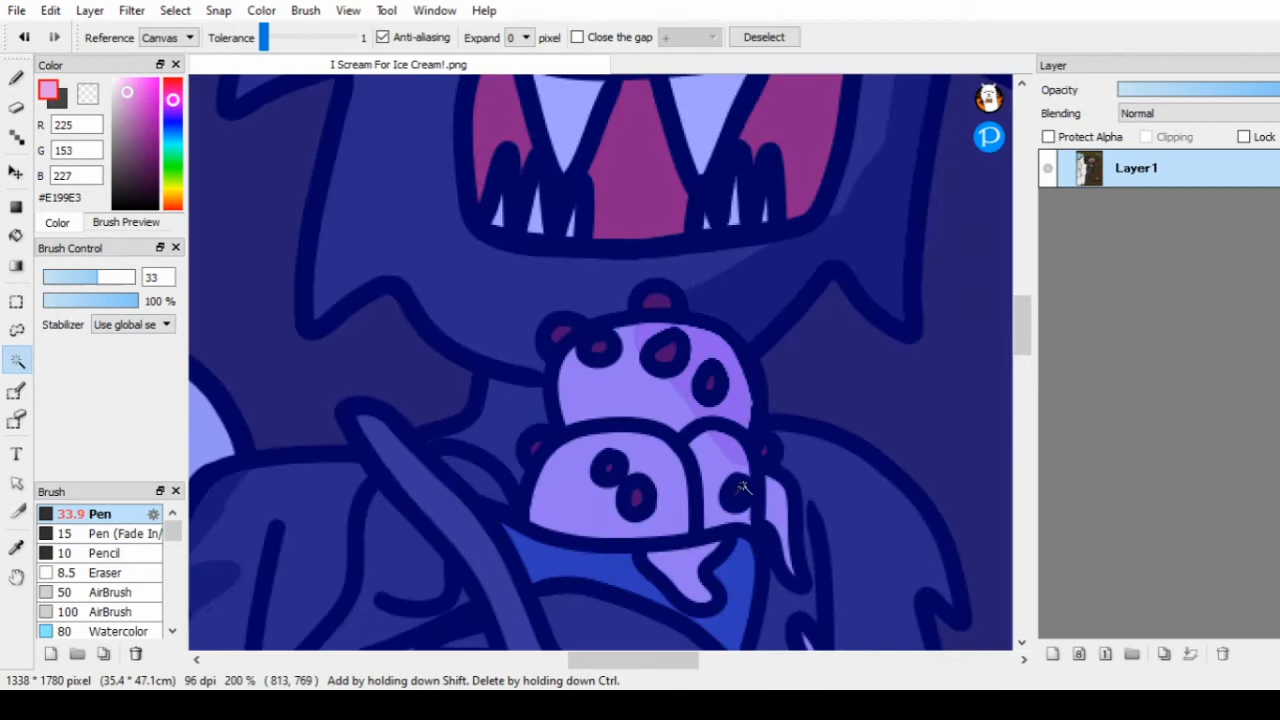 File Edit Layer Select Snap Color Brush View Tool Window Help
Reference Canvas Tolerance 1 Anti-aliasing Expand 0 pixel Close the gap + Deselect
Color
I Scream For Ice Cream!.png
Layer
R 225
G 153
B 227
#E199E3
Color Brush Preview
Brush Control
33
100 %
Stabilizer Use global se
Opacity
Blending Normal
Protect Alpha Clipping Lock
Layer1
Brush
33.9 Pen
15 Pen (Fade In/
10 Pencil
8.5 Eraser
50 AirBrush
100 AirBrush
80 Watercolor
1338 * 1780 pixel (35.4 * 47.1cm) 96 dpi 200 % ( 813, 769 ) Add by holding down Shift. Delete by holding down Ctrl.